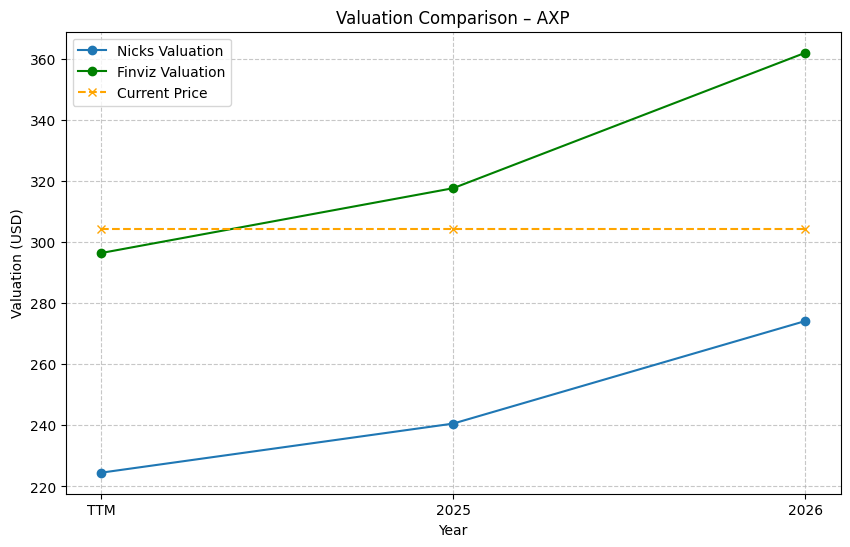 Valuation Comparison – AXP
Nicks Valuation
Finviz Valuation
Current Price
Valuation (USD)
360
340
320
300
280
260
240
220
TTM
2025
2026
Year